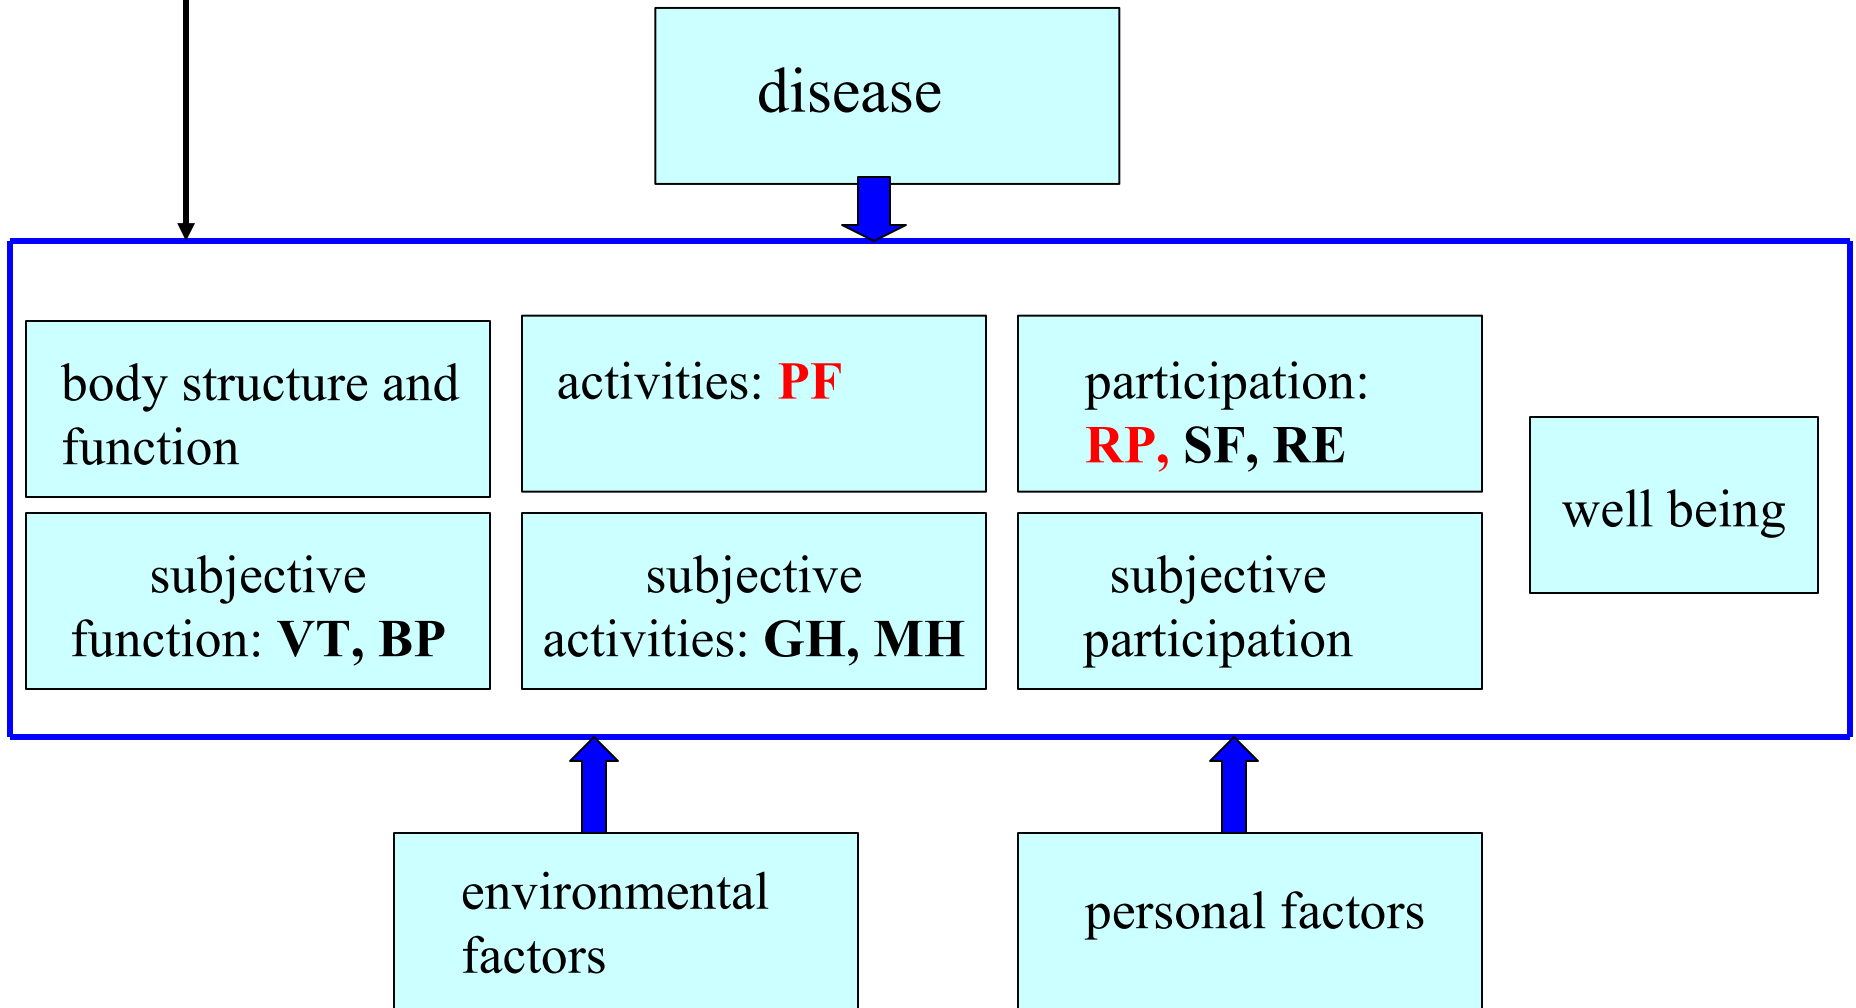 disease
body structure and
function
activities: PF
participation:
RP, SF, RE
well being
subjective
function: VT, BP
subjective
activities: GH, MH
subjective
participation
environmental
factors
personal factors